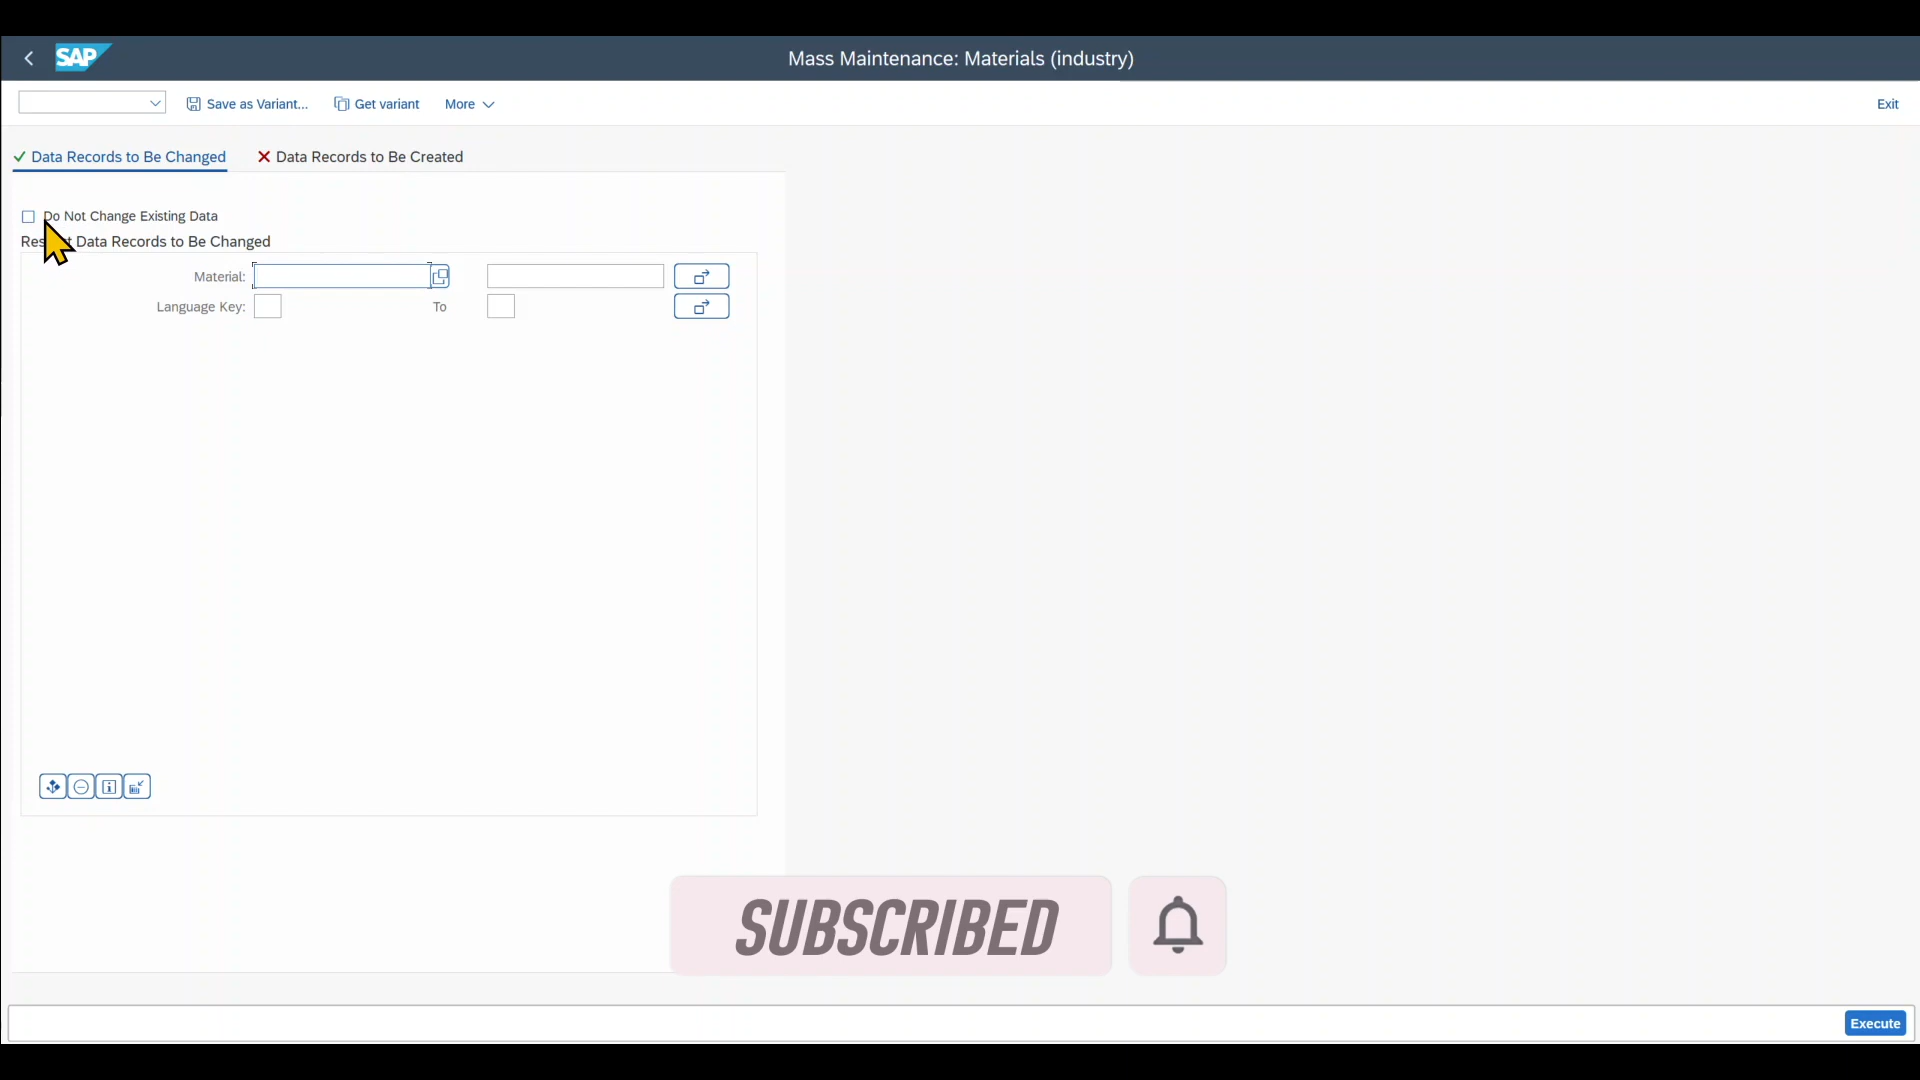 SAP
Mass Maintenance: Materials (industry)
Save as Variant... Get variant More Exit
Data Records to Be Changed Data Records to Be Created
Do Not Change Existing Data
Data Records to Be Changed
Material:
Language Key: To
SUBSCRIBED
Execute